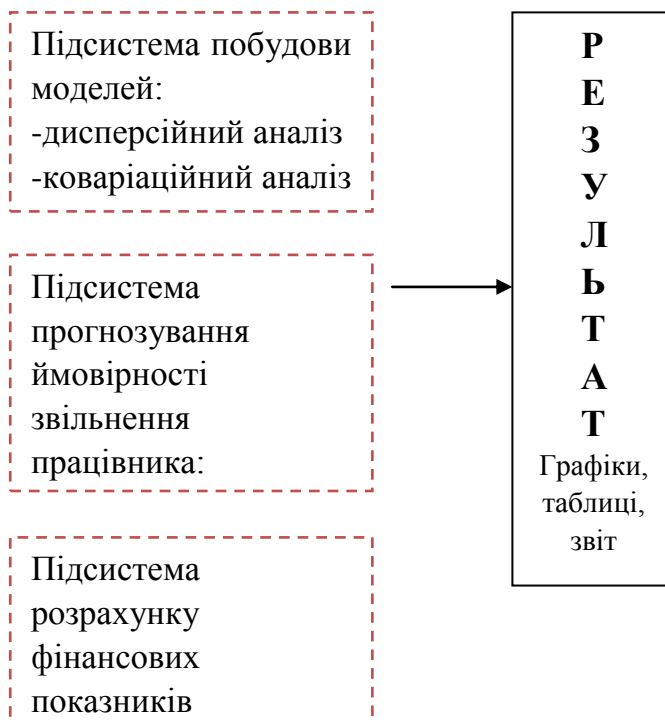 Підсистема побудови
моделей:
-дисперсійний аналіз
-коваріаційний аналіз
Підсистема
прогнозування
ймовірності
звільнення
працівника:
Підсистема
розрахунку
фінансових
показників
Р
Е
З
У
Л
Ь
Т
А
Т
Графіки,
таблиці,
звіт